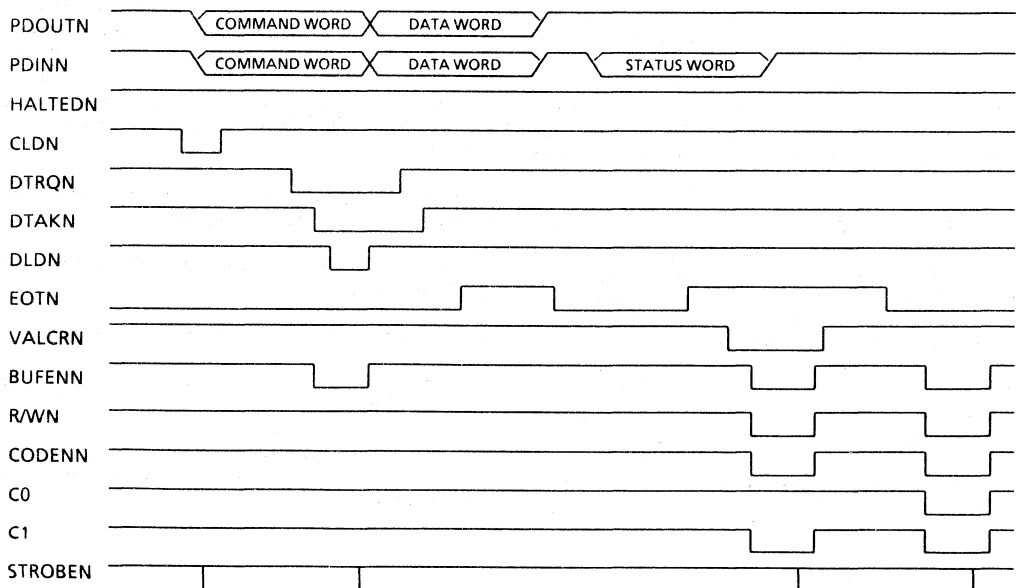 PDOUTN COMMAND WORD DATA WORD
PDINN COMMAND WORD DATA WORD STATUS WORD
HALTEDN
CLDN
DTRQN
DTAKN
DLDN
EOTN
VALCRN
BUFENN
R/WN
CODENN
C0
C1
STROBEN